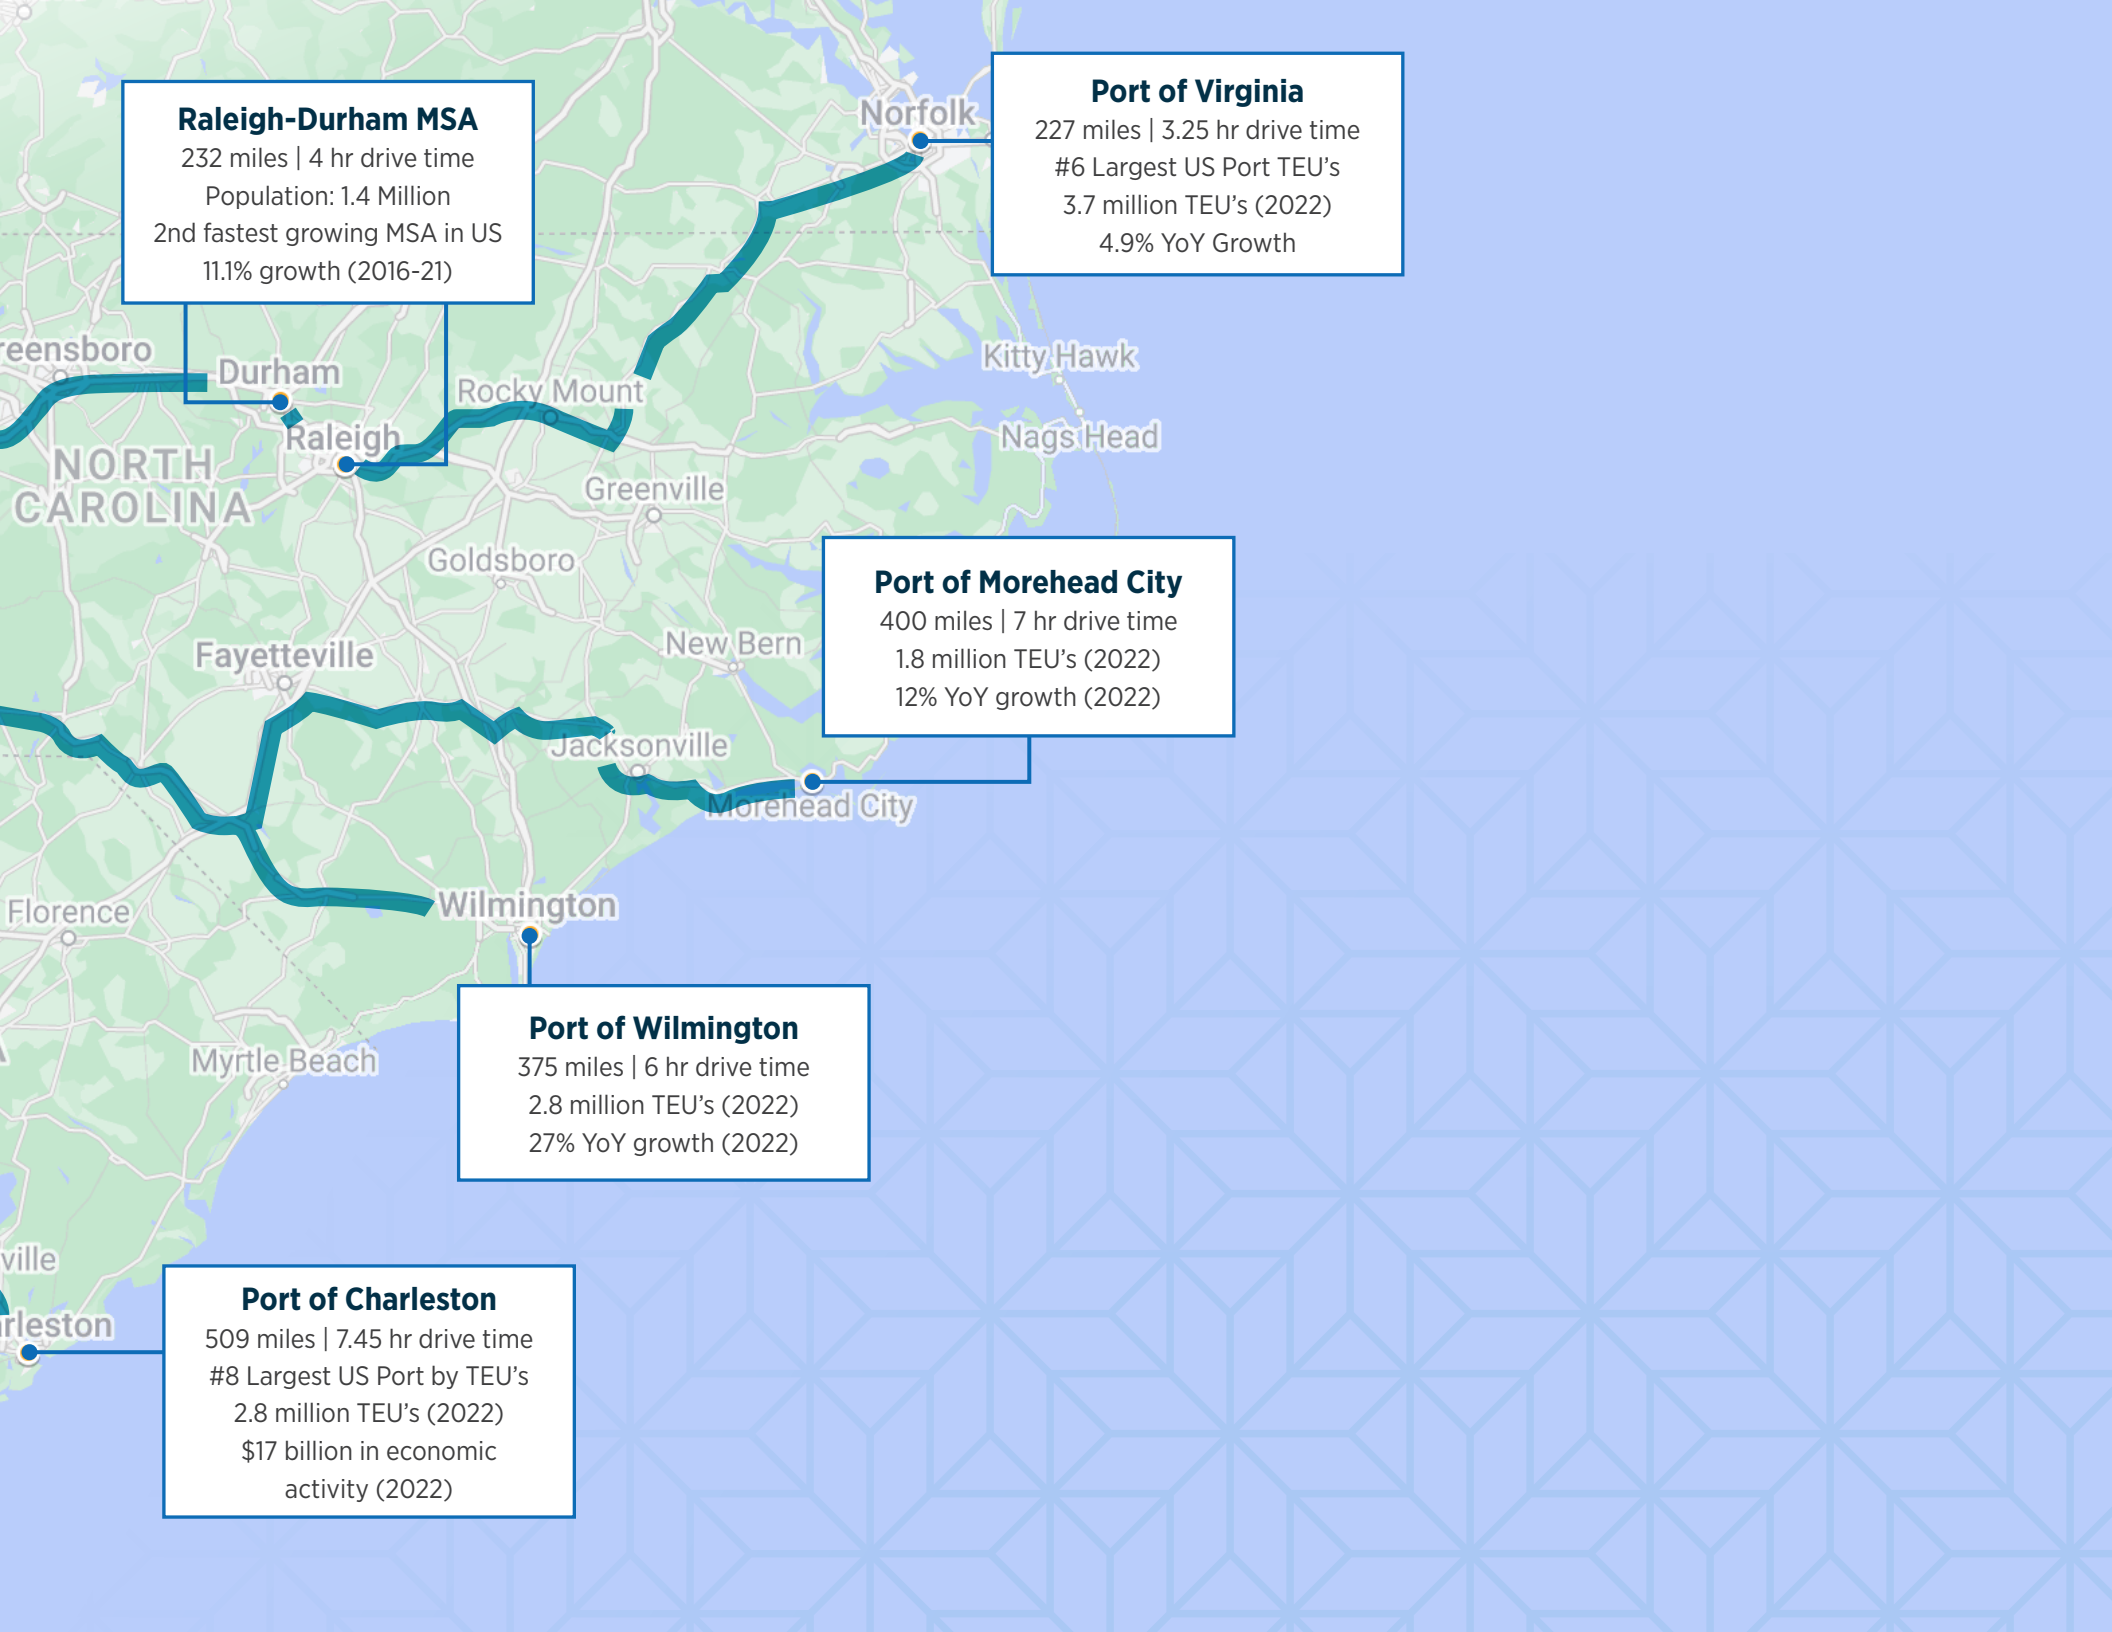 Raleigh-Durham MSA
232 miles | 4 hr drive time
Population: 1.4 Million
2nd fastest growing MSA in US
11.1% growth (2016-21)
Port of Virginia
227 miles | 3.25 hr drive time
#6 Largest US Port TEU's
3.7 million TEU's (2022)
4.9% YoY Growth
Norfolk
reensboro
Durham
Rocky Mount
Raleigh
Kitty Hawk
Nags Head
NORTH
CAROLINA
Greenville
Goldsboro
New Bern
Fayetteville
Port of Morehead City
400 miles | 7 hr drive time
1.8 million TEU's (2022)
12% YoY growth (2022)
Jacksonville
Morehead City
Wilmington
Florence
Port of Wilmington
375 miles | 6 hr drive time
2.8 million TEU's (2022)
27% YoY growth (2022)
Myrtle Beach
ville
rleston
Port of Charleston
509 miles | 7.45 hr drive time
#8 Largest US Port by TEU's
2.8 million TEU's (2022)
$17 billion in economic
activity (2022)